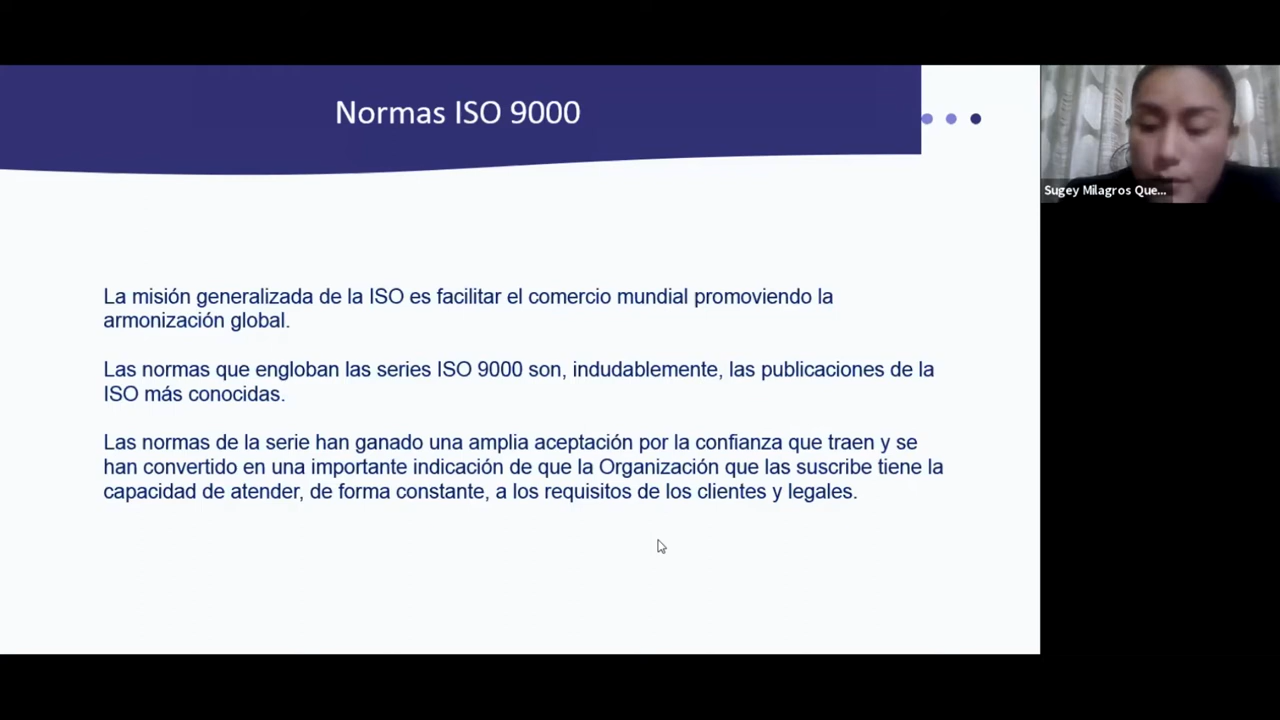 Normas ISO 9000
Sugey Milagros Que...
La misión generalizada de la ISO es facilitar el comercio mundial promoviendo la
armonización global.
Las normas que engloban las series ISO 9000 son, indudablemente, las publicaciones de la
ISO más conocidas.
Las normas de la serie han ganado una amplia aceptación por la confianza que traen y se
han convertido en una importante indicación de que la Organización que las suscribe tiene la
capacidad de atender, de forma constante, a los requisitos de los clientes y legales.